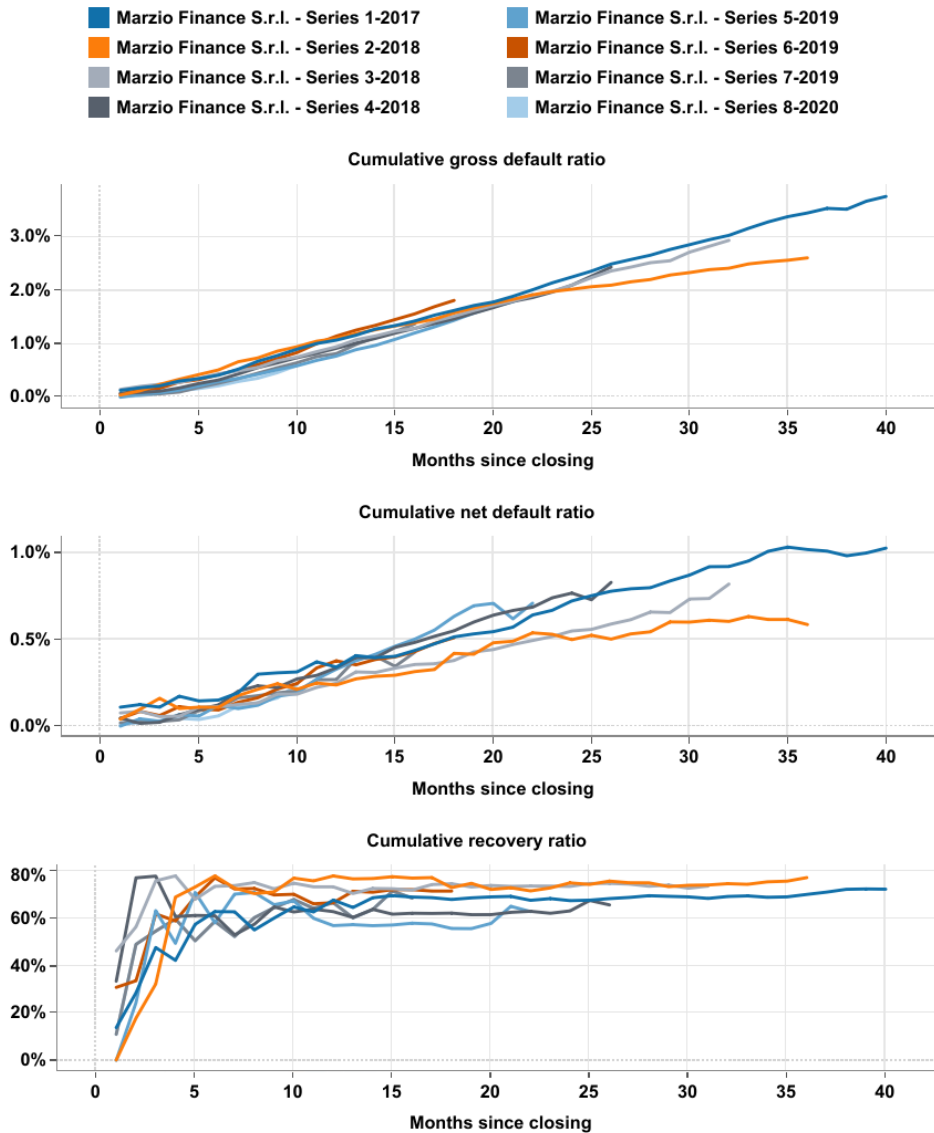 Marzio Finance S.r.l. - Series 1-2017
Marzio Finance S.r.l. - Series 2-2018
Marzio Finance S.r.l. - Series 3-2018
Marzio Finance S.r.l. - Series 4-2018
Marzio Finance S.r.l. - Series 5-2019
Marzio Finance S.r.l. - Series 6-2019
Marzio Finance S.r.l. - Series 7-2019
Marzio Finance S.r.l. - Series 8-2020
Cumulative gross default ratio
3.0%
2.0%
1.0%
0.0%
0 5 10 15 20 25 30 35 40
Months since closing
Cumulative net default ratio
1.0%
0.5%
0.0%
0 5 10 15 20 25 30 35 40
Months since closing
Cumulative recovery ratio
80%
60%
40%
20%
0%
0 5 10 15 20 25 30 35 40
Months since closing